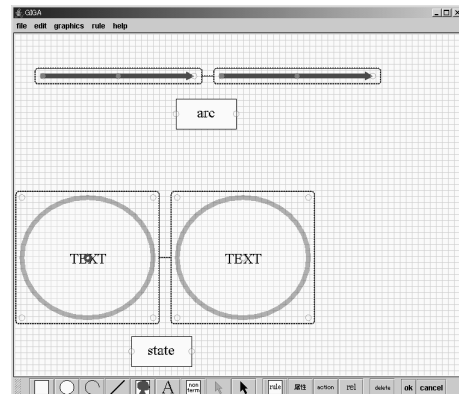 GIGA
file edit graphics rule help
arc
TEXT TEXT
state
A non term rule 属性 action rel delete ok cancel